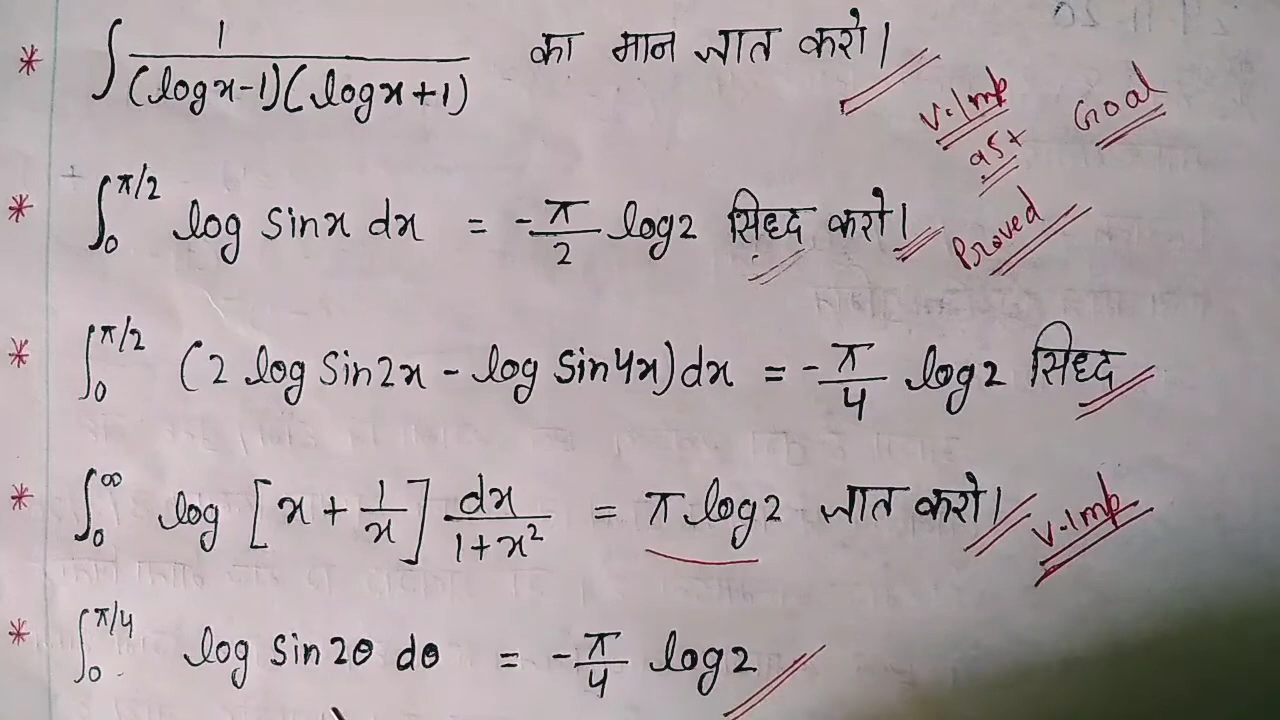 * ∫ 1/((log x-1)(log x+1)) का मान ज्ञात करो।
V.Imp
Goal
* ∫₀^π/2 log sin x dx = -π/2 log 2 सिध्द करो।
Proved
* ∫₀^π/2 (2 log sin 2x - log sin 4x) dx = -π/4 log 2 सिध्द
* ∫₀^∞ log [x + 1/x] dx/(1+x²) = π log 2 ज्ञात करो।
V.Imp
* ∫₀^π/4 log sin 2θ dθ = -π/4 log 2